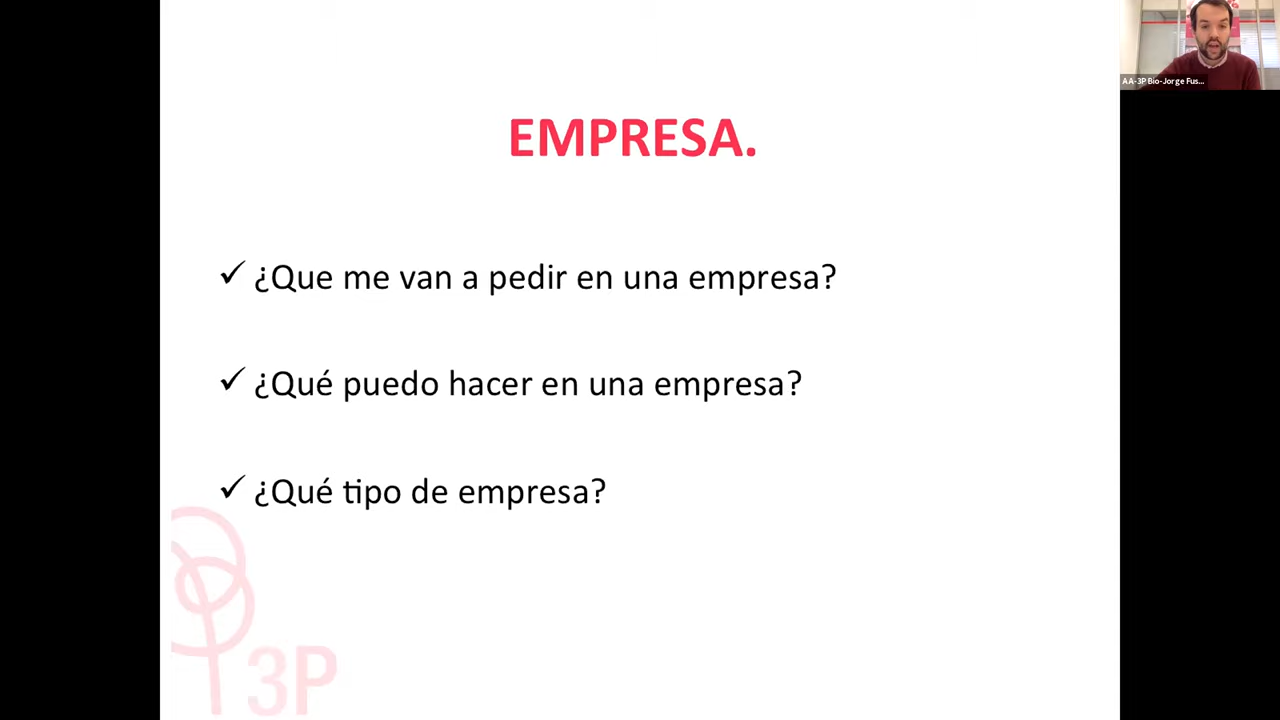 AA-3P Bio-Jorge Fus...
EMPRESA.
✓ ¿Que me van a pedir en una empresa?
✓ ¿Qué puedo hacer en una empresa?
✓ ¿Qué tipo de empresa?
3P